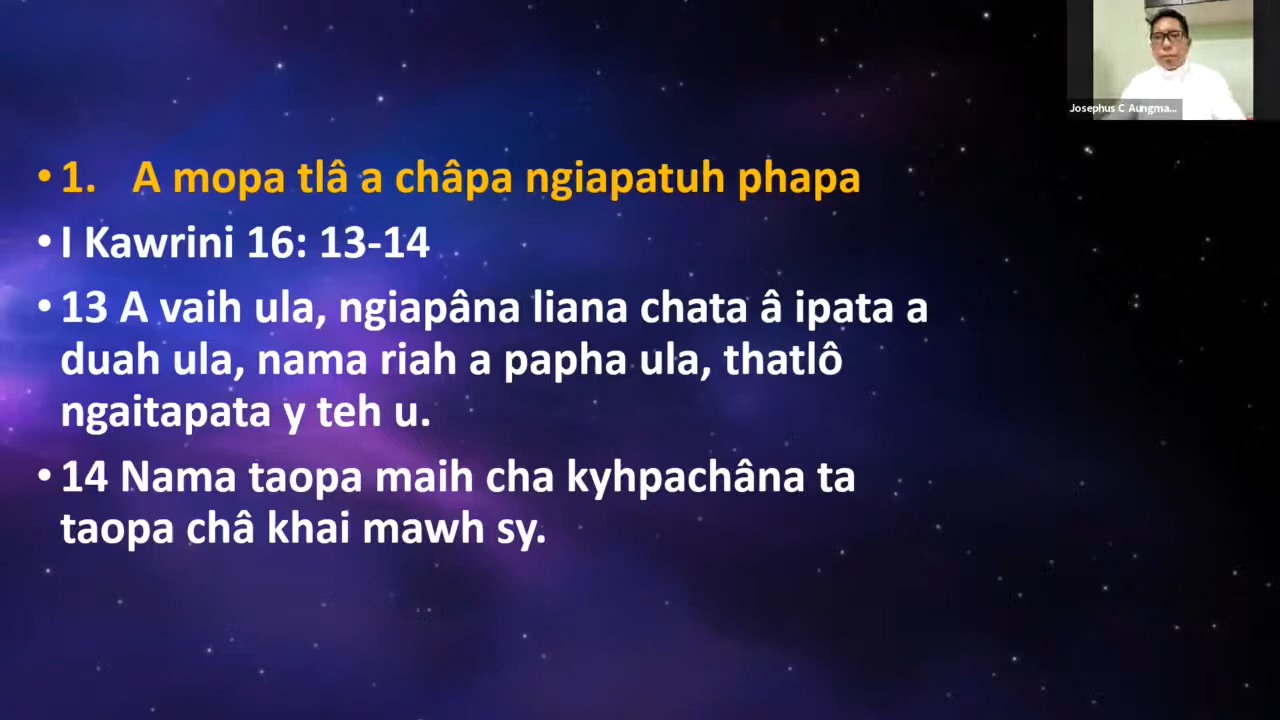 Josephus C Aungma...
• 1. A mopa tlâ a châpa ngiapatuh phapa
• I Kawrini 16: 13-14
• 13 A vaih ula, ngiapâna liana chata â ipata a
duah ula, nama riah a papha ula, thatlô
ngaitapata y teh u.
• 14 Nama taopa maih cha kyhpachâna ta
taopa châ khai mawh sy.